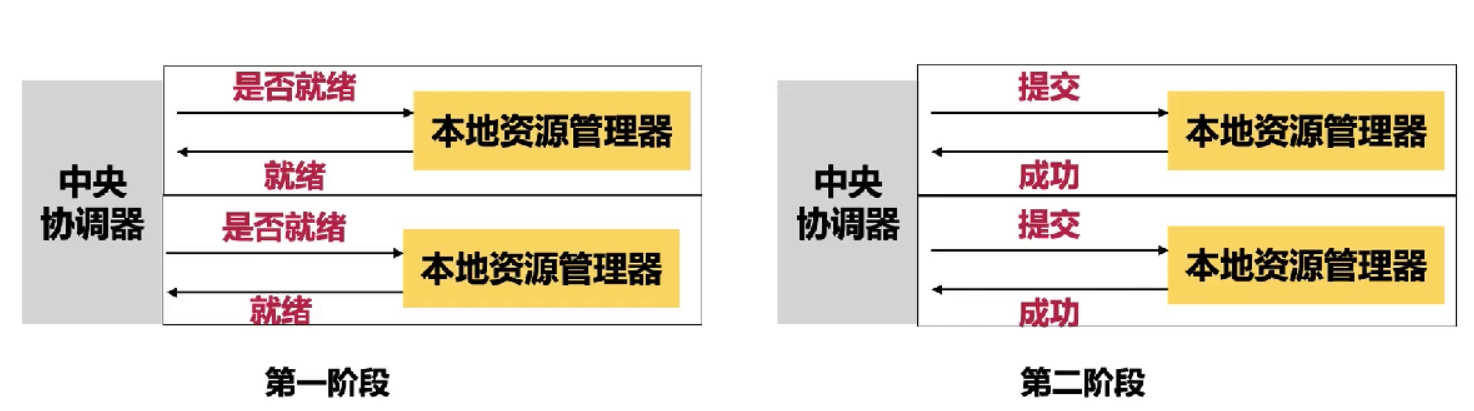 中央
协调器
是否就绪
本地资源管理器
就绪
是否就绪
本地资源管理器
就绪
第一阶段
中央
协调器
提交
本地资源管理器
成功
提交
本地资源管理器
成功
第二阶段